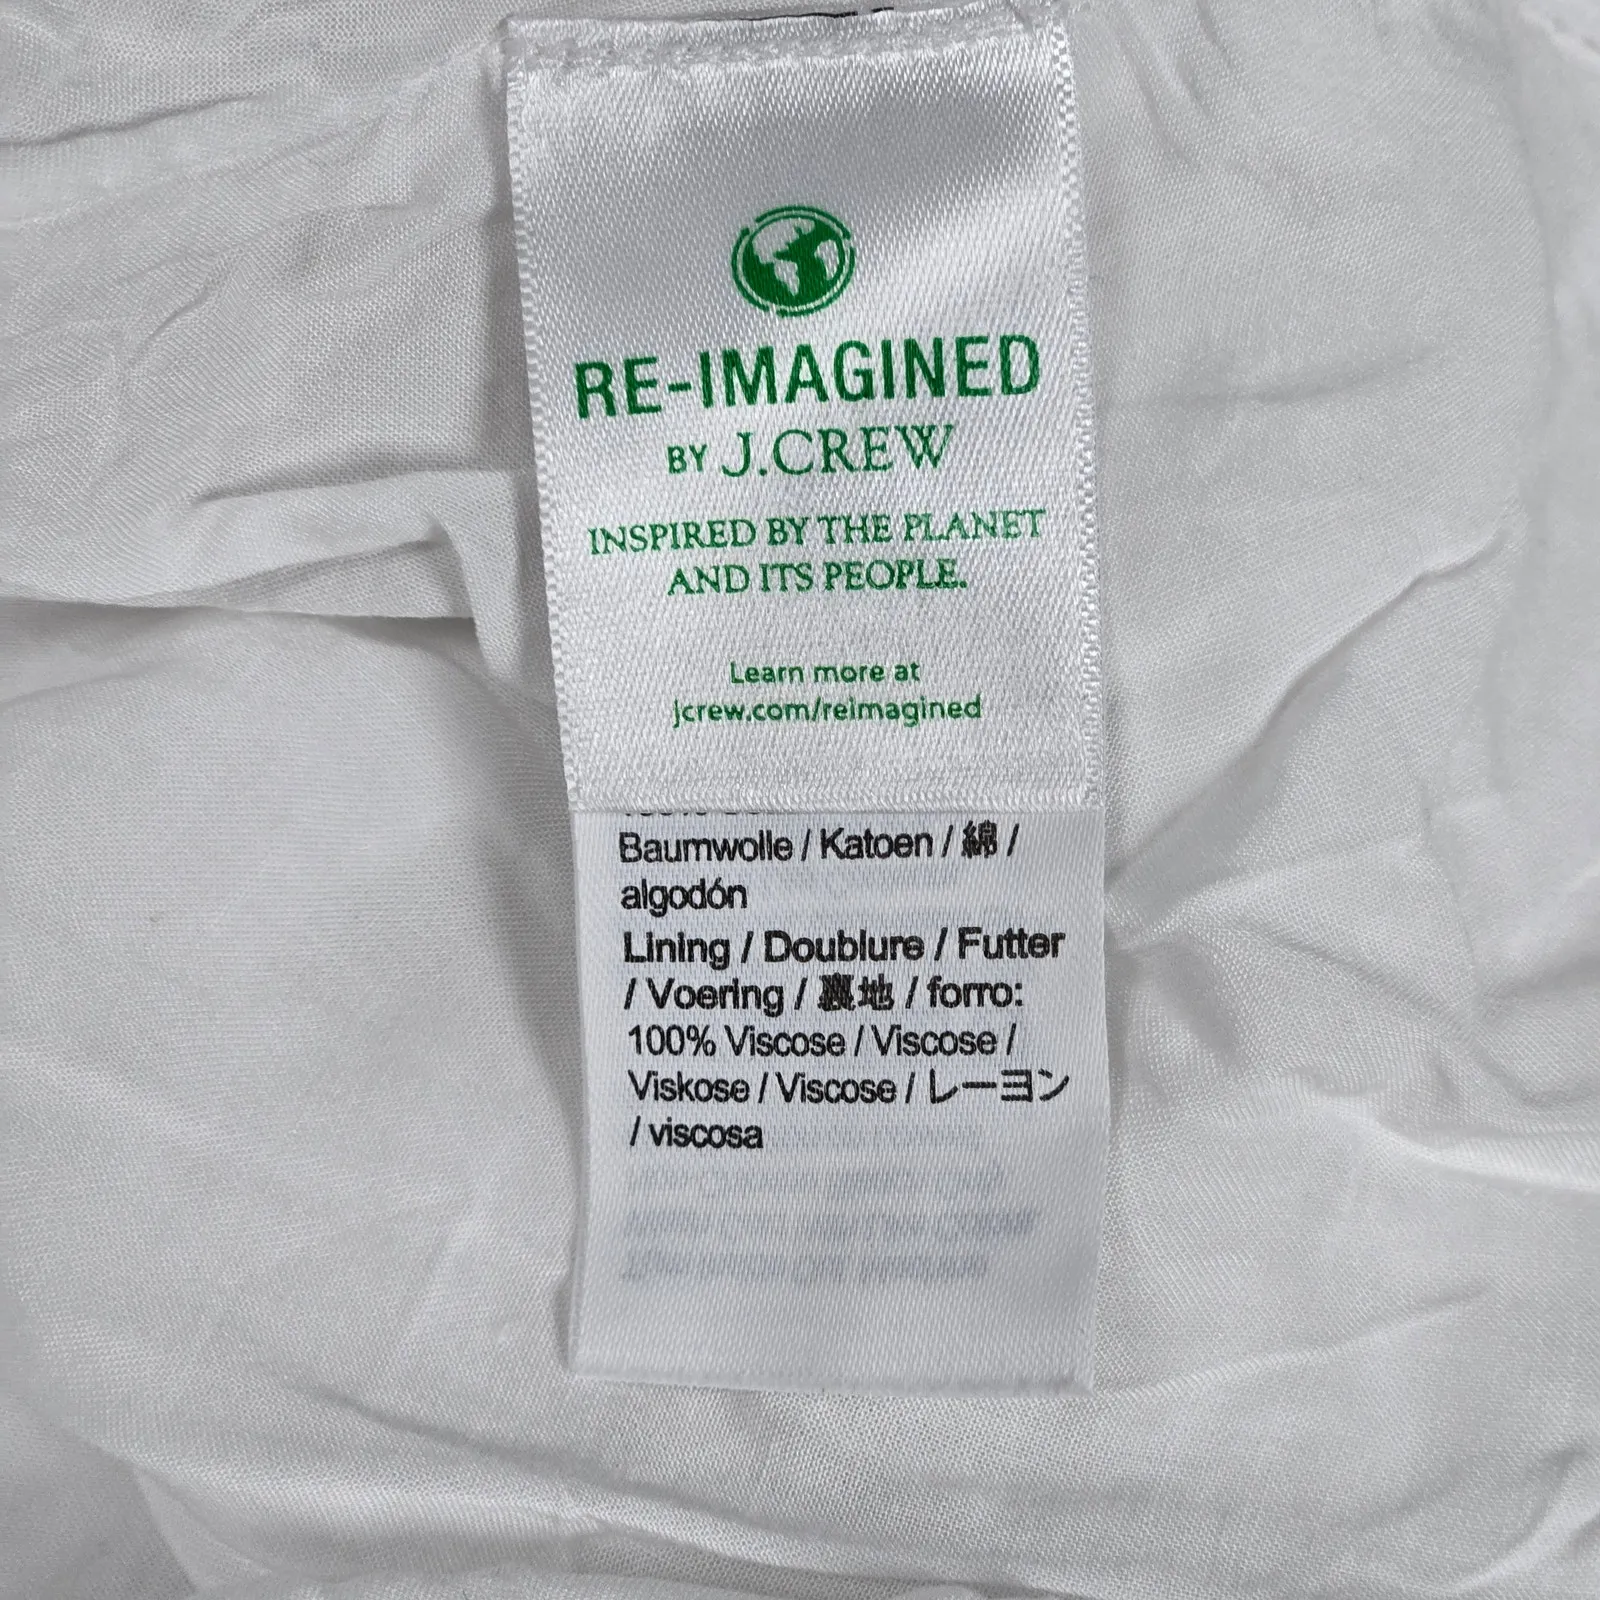 RE-IMAGINED
BY J.CREW
INSPIRED BY THE PLANET
AND ITS PEOPLE.
Learn more at
jcrew.com/reimagined
Baumwolle / Katoen / 綿 /
algodón
Lining / Doublure / Futter
/ Voering / 裏地 / forro:
100% Viscose / Viscose /
Viskose / Viscose / レーヨン
/ viscosa